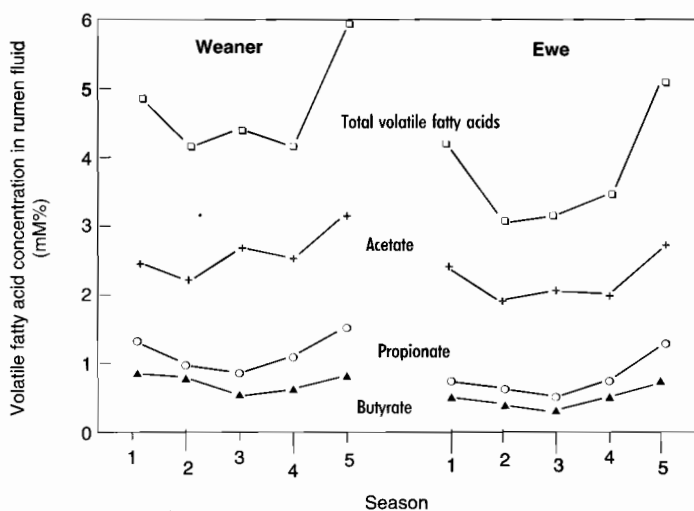 Volatile fatty acid concentration in rumen fluid
(mM%)
6
5
4
3
2
1
0
Weaner
Ewe
Total volatile fatty acids
Acetate
Propionate
Butyrate
1 2 3 4 5
1 2 3 4 5
Season